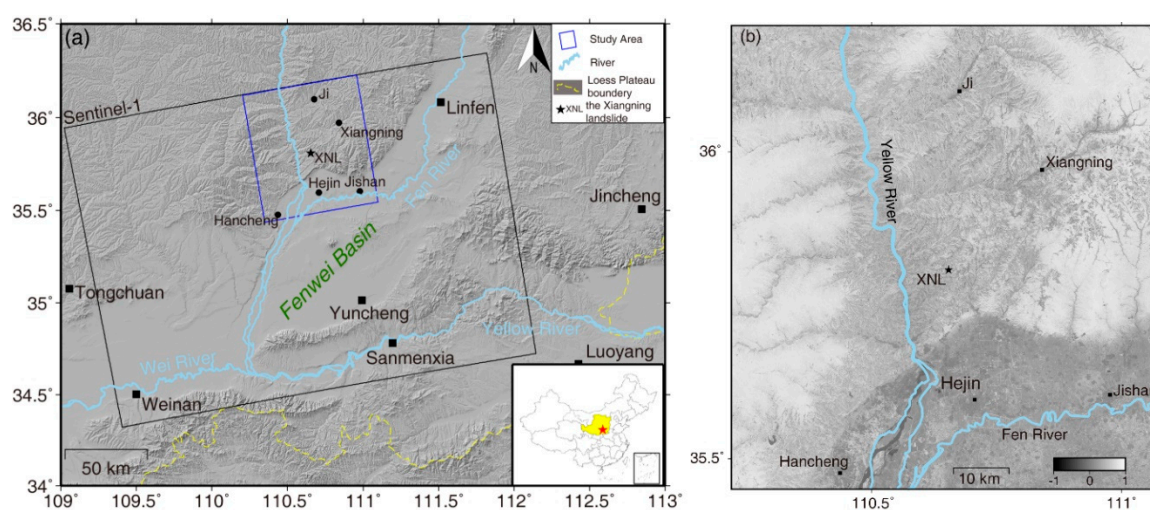 (a)
36.5°
36°
35.5°
35°
34.5°
34°
109°
109.5°
110°
110.5°
111°
111.5°
112°
112.5°
113°
Sentinel-1
Ji
Xiangning
XNL
Hejin
Jishan
Hancheng
Linfen
Fen River
Jincheng
Fenwei Basin
Tongchuan
Yuncheng
Yellow River
Sanmenxia
Luoyang
Wei River
Weinan
50 km
N
Study Area
River
Loess Plateau
boundary
XNL
the Xiangning
landslide
(b)
36°
35.5°
110.5°
111°
Ji
Xiangning
Yellow River
XNL
Hejin
Jisha
Fen River
Hancheng
10 km
-1
0
1